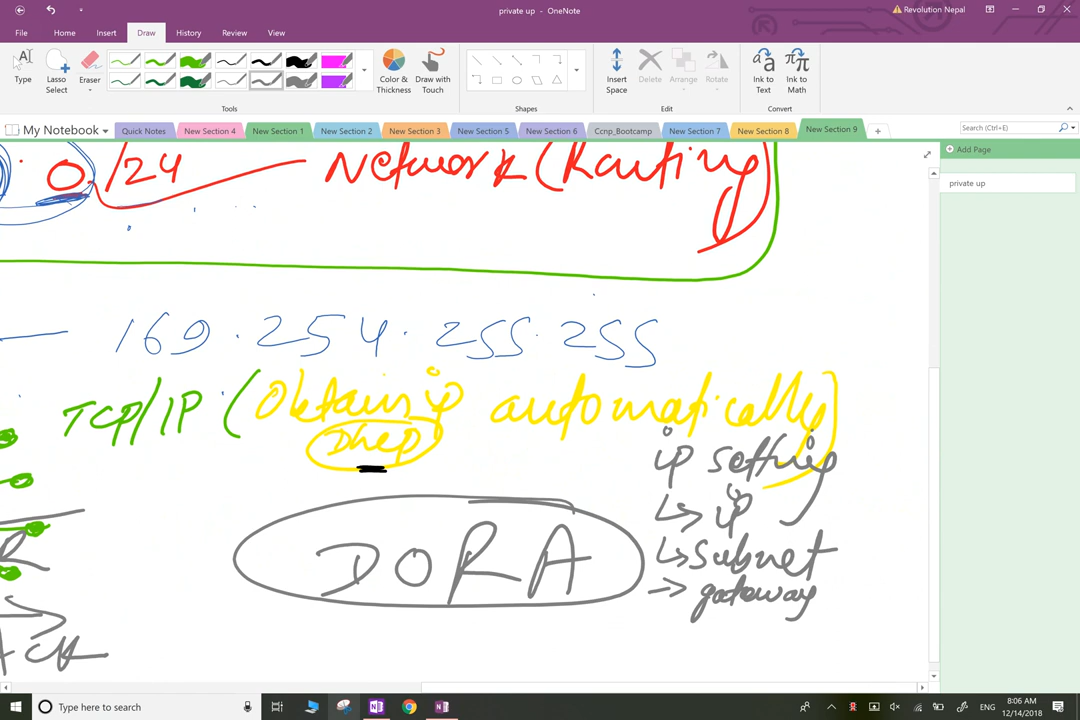 private up - OneNote
Revolution Nepal
File Home Insert Draw History Review View
Type
Lasso Select
Eraser
Color & Thickness
Draw with Touch
Insert Space
Delete
Arrange
Rotate
Ink to Text
Ink to Math
Tools
Shapes
Edit
Convert
My Notebook
Quick Notes
New Section 4
New Section 1
New Section 2
New Section 3
New Section 5
New Section 6
Ccnp_Bootcamp
New Section 7
New Section 8
New Section 9
Search (Ctrl+E)
Add Page
private up
0/24 Network (Routing)
169.254.255.255
TCP/IP (Obtain ip automatically)
Dhcp
ip setting
ip
DORA
subnet
gateway
Type here to search
ENG
8:06 AM
12/14/2018